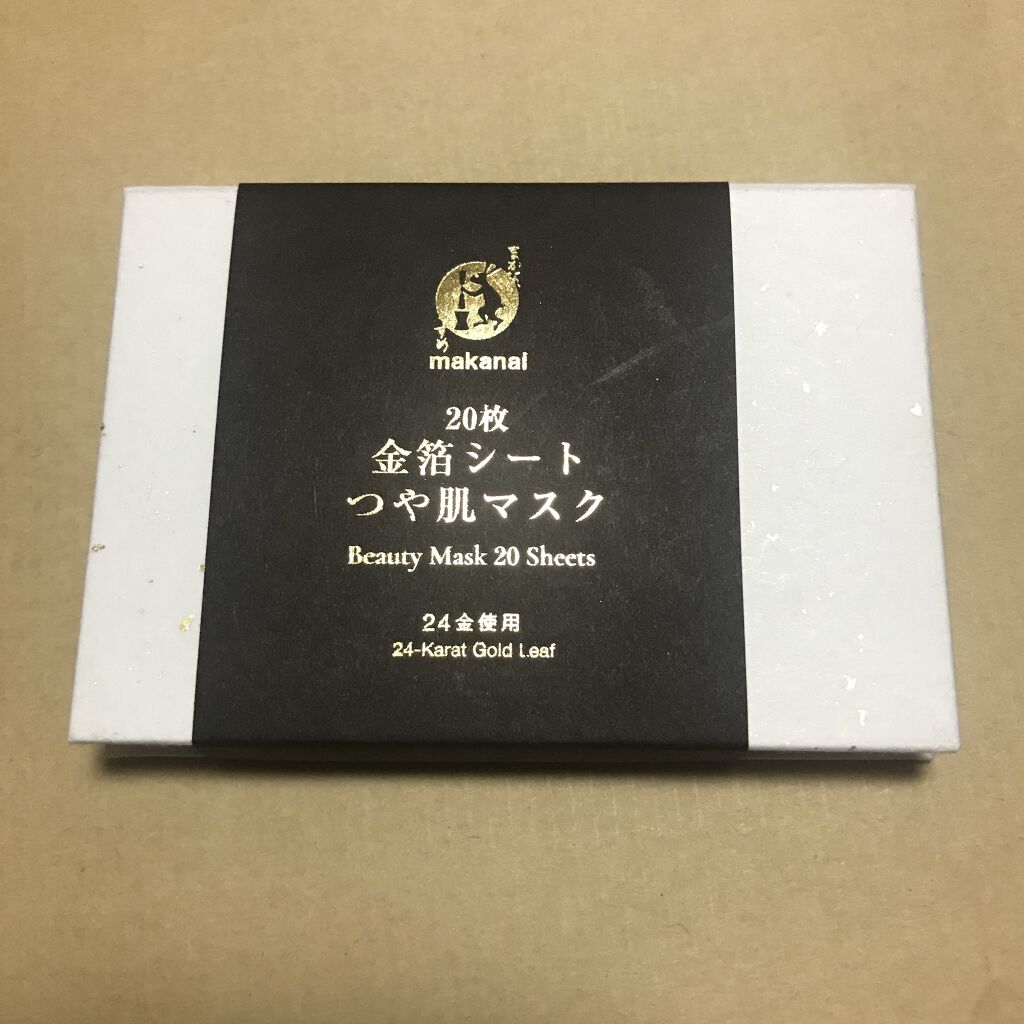 makanai
20枚
金箔シート
つや肌マスク
Beauty Mask 20 Sheets
24金使用
24-Karat Gold Leaf